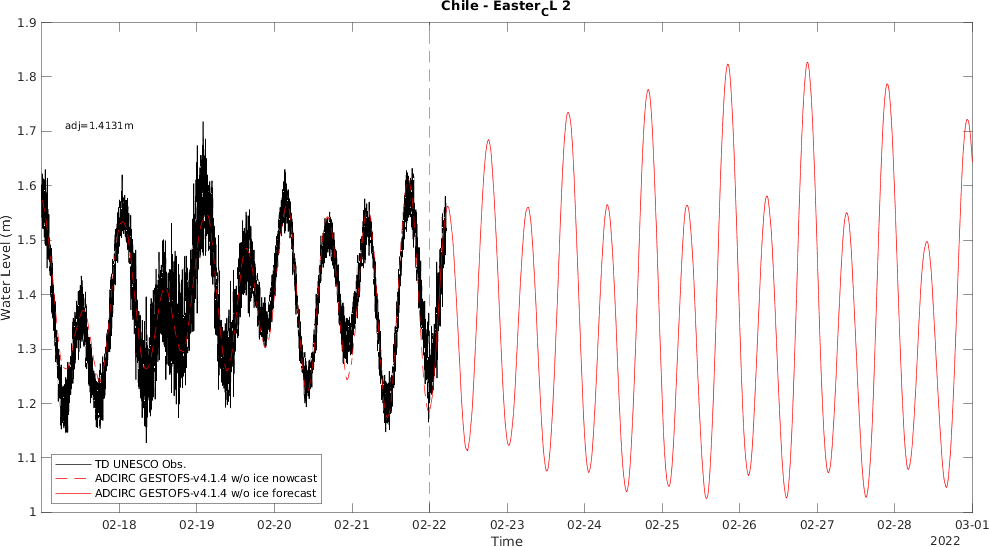 Chile - Easter_CL 2
1.9
1.8
1.7
1.6
1.5
1.4
1.3
1.2
1.1
1
Water Level (m)
adj=1.4131m
TD UNESCO Obs.
ADCIRC GESTOFS-v4.1.4 w/o ice nowcast
ADCIRC GESTOFS-v4.1.4 w/o ice forecast
02-18 02-19 02-20 02-21 02-22 02-23 02-24 02-25 02-26 02-27 02-28 03-01
Time
2022